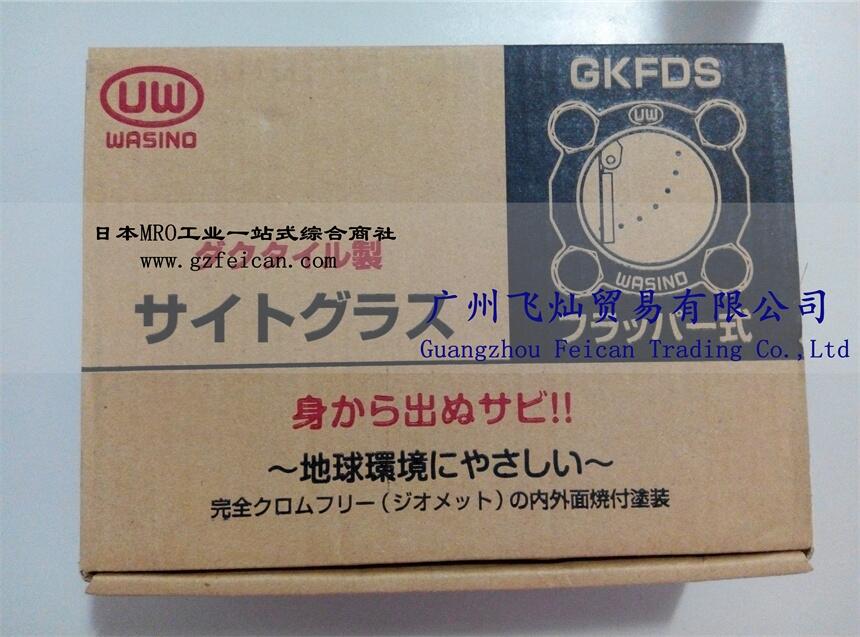 UW
WASINO
GKFDS
UW
WASINO
日本MRO工业一站式综合商社
ダクタイル製
www.gzfeican.com
サイトグラス
フラッパー式
广州飞灿贸易有限公司
Guangzhou Feican Trading Co.,Ltd
身から出ぬサビ!!
〜地球環境にやさしい〜
完全クロムフリー(ジオメット)の内外面焼付塗装